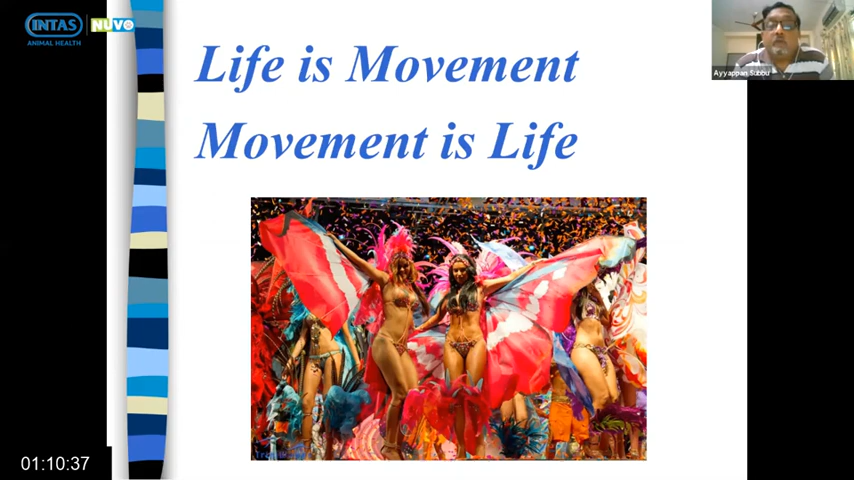 INTAS
NUVO
ANIMAL HEALTH
Life is Movement
Movement is Life
Ayyappan Subbu
01:10:37